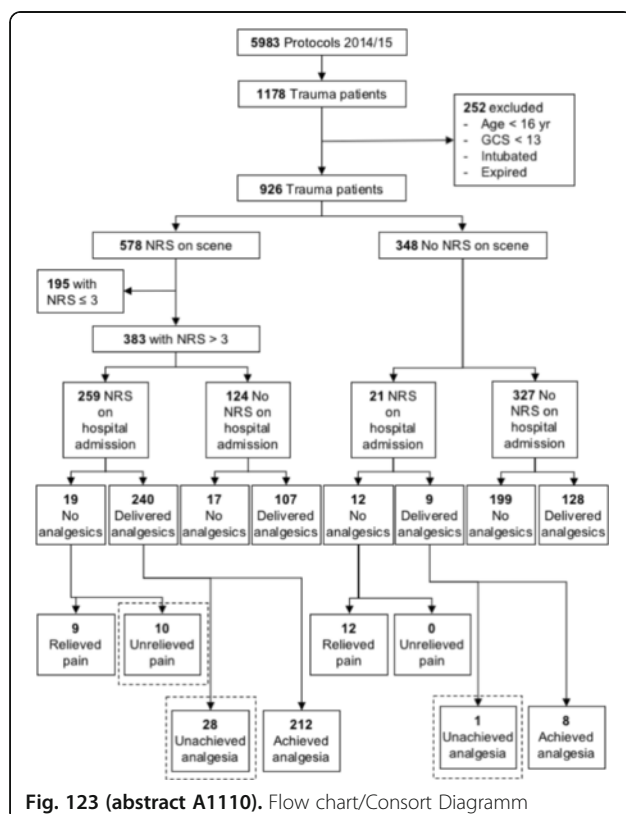 5983 Protocols 2014/15
1178 Trauma patients
252 excluded
- Age < 16 yr
- GCS < 13
- Intubated
- Expired
926 Trauma patients
578 NRS on scene
348 No NRS on scene
195 with
NRS ≤ 3
383 with NRS > 3
259 NRS
on
hospital
admission
124 No
NRS on
hospital
admission
21 NRS
on
hospital
admission
327 No
NRS on
hospital
admission
19
No
analgesics
240
Delivered
analgesics
17
No
analgesics
107
Delivered
analgesics
12
No
analgesics
9
Delivered
analgesics
199
No
analgesics
128
Delivered
analgesics
9
Relieved
pain
10
Unrelieved
pain
12
Relieved
pain
0
Unrelieved
pain
28
Unachieved
analgesia
212
Achieved
analgesia
1
Unachieved
analgesia
8
Achieved
analgesia
Fig. 123 (abstract A1110). Flow chart/Consort Diagramm